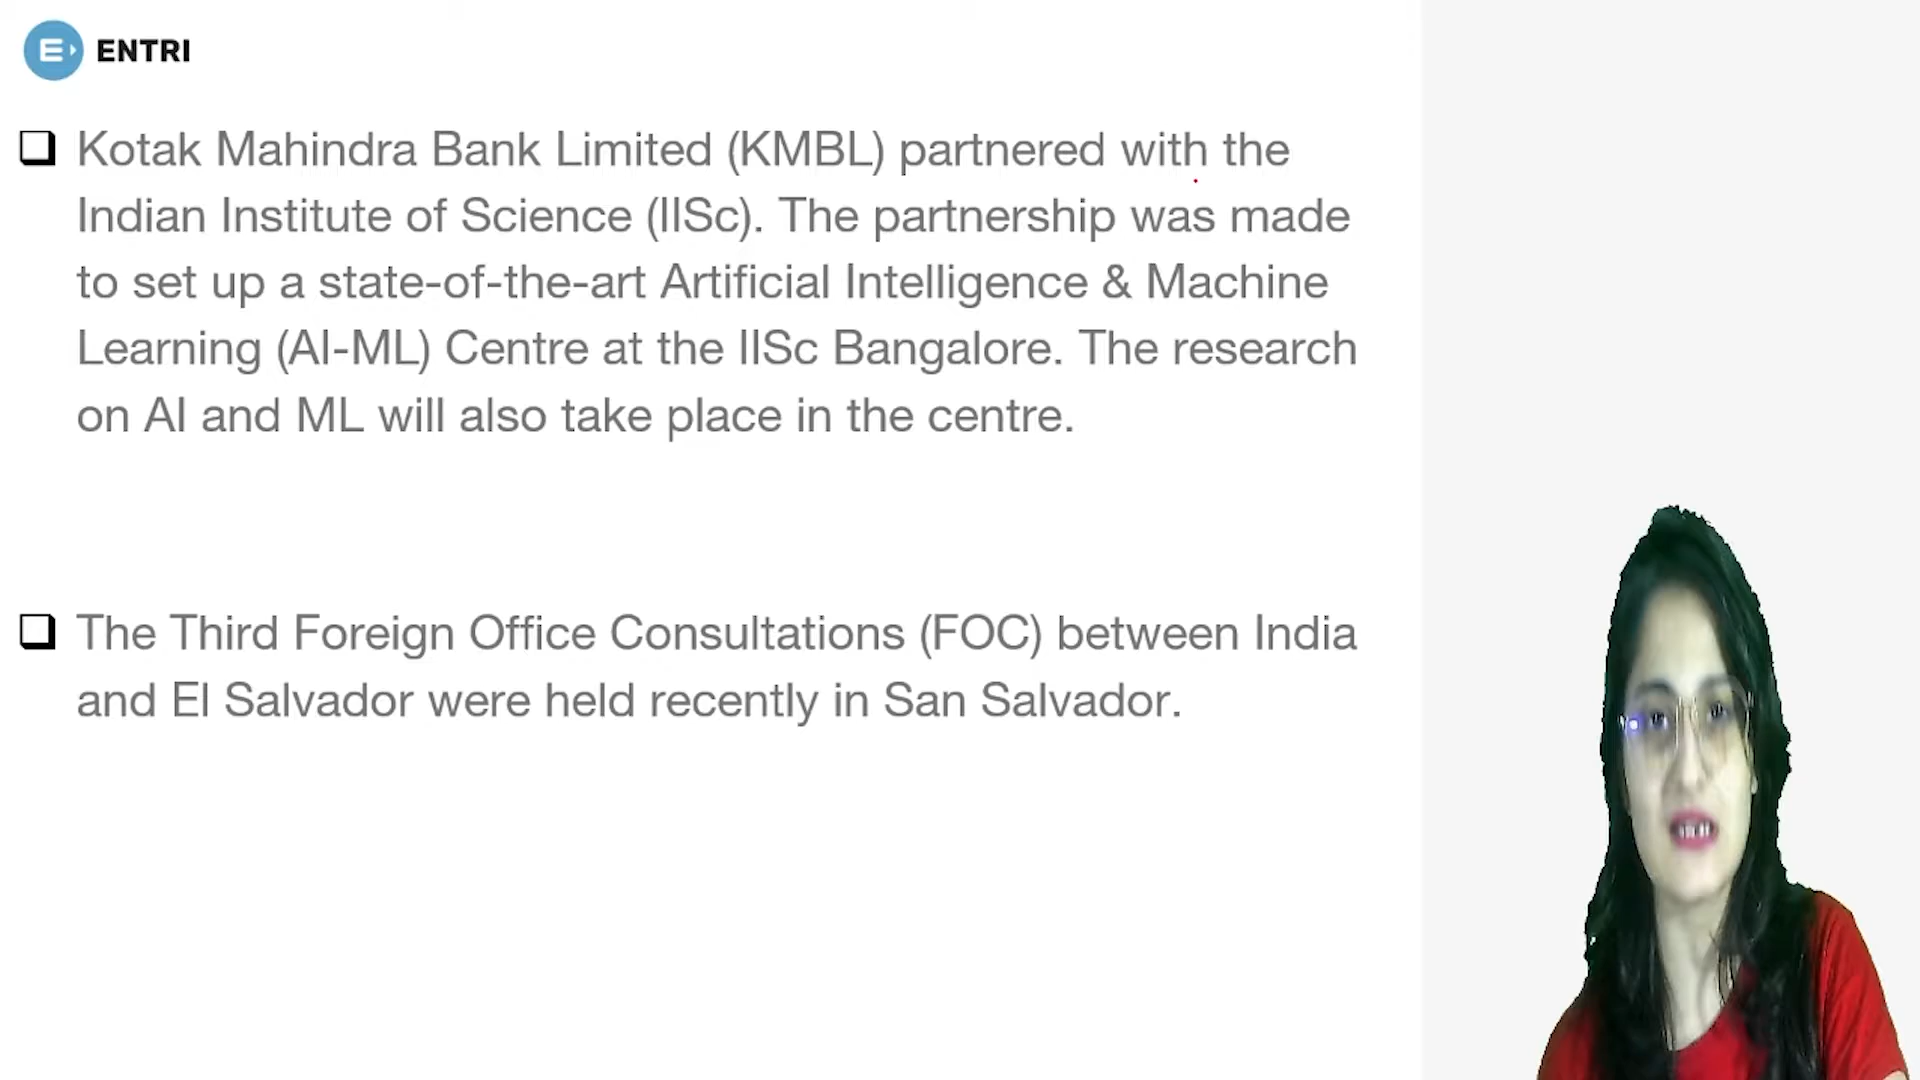 ENTRI
Kotak Mahindra Bank Limited (KMBL) partnered with the
Indian Institute of Science (IISc). The partnership was made
to set up a state-of-the-art Artificial Intelligence & Machine
Learning (AI-ML) Centre at the IISc Bangalore. The research
on AI and ML will also take place in the centre.
The Third Foreign Office Consultations (FOC) between India
and El Salvador were held recently in San Salvador.